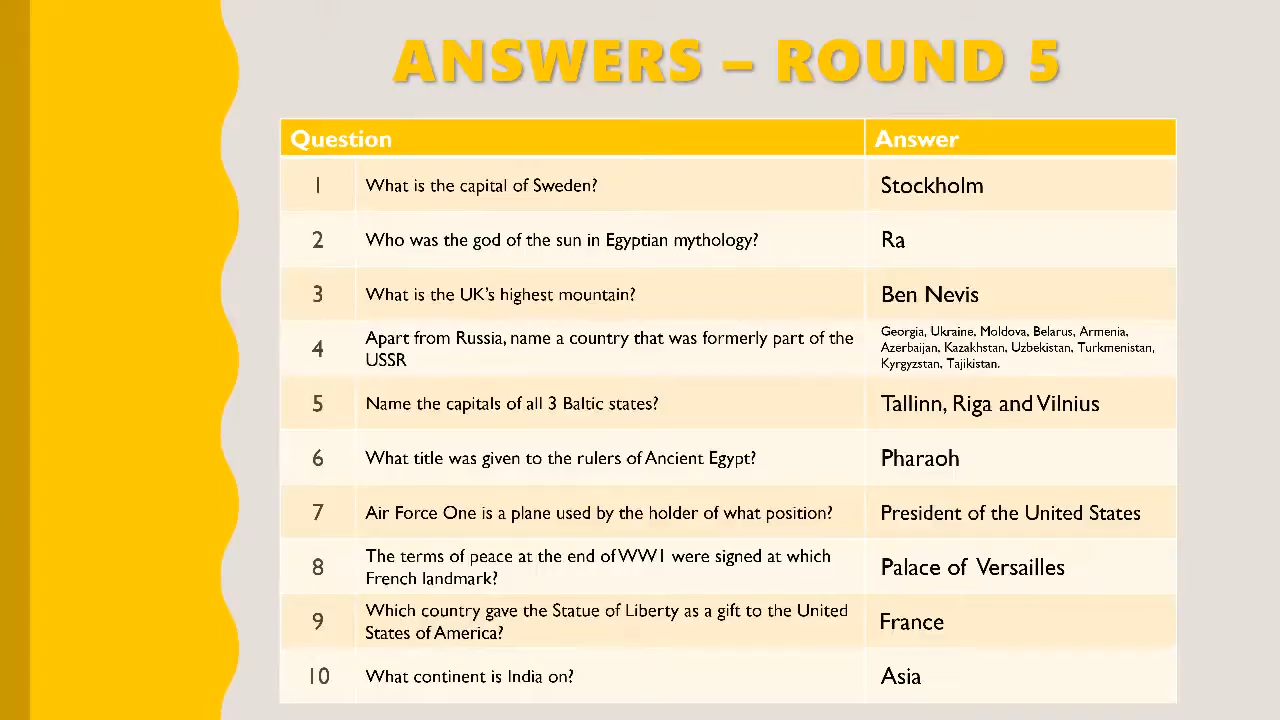 ANSWERS – ROUND 5
Question Answer
1 What is the capital of Sweden? Stockholm
2 Who was the god of the sun in Egyptian mythology? Ra
3 What is the UK's highest mountain? Ben Nevis
4 Apart from Russia, name a country that was formerly part of the
USSR
Georgia, Ukraine, Moldova, Belarus, Armenia,
Azerbaijan, Kazakhstan, Uzbekistan, Turkmenistan,
Kyrgyzstan, Tajikistan.
5 Name the capitals of all 3 Baltic states? Tallinn, Riga and Vilnius
6 What title was given to the rulers of Ancient Egypt? Pharaoh
7 Air Force One is a plane used by the holder of what position? President of the United States
8 The terms of peace at the end of WW1 were signed at which
French landmark?
Palace of Versailles
9 Which country gave the Statue of Liberty as a gift to the United
States of America?
France
10 What continent is India on? Asia